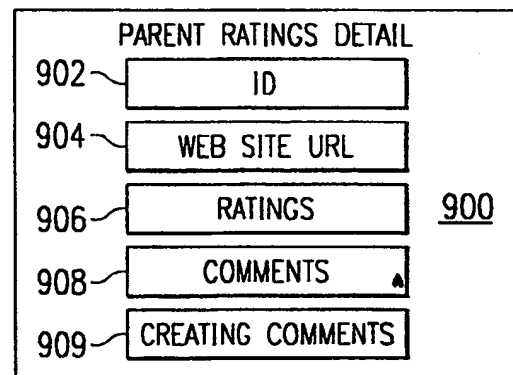 PARENT RATINGS DETAIL
902 ID
904 WEB SITE URL
906 RATINGS 900
908 COMMENTS
909 CREATING COMMENTS